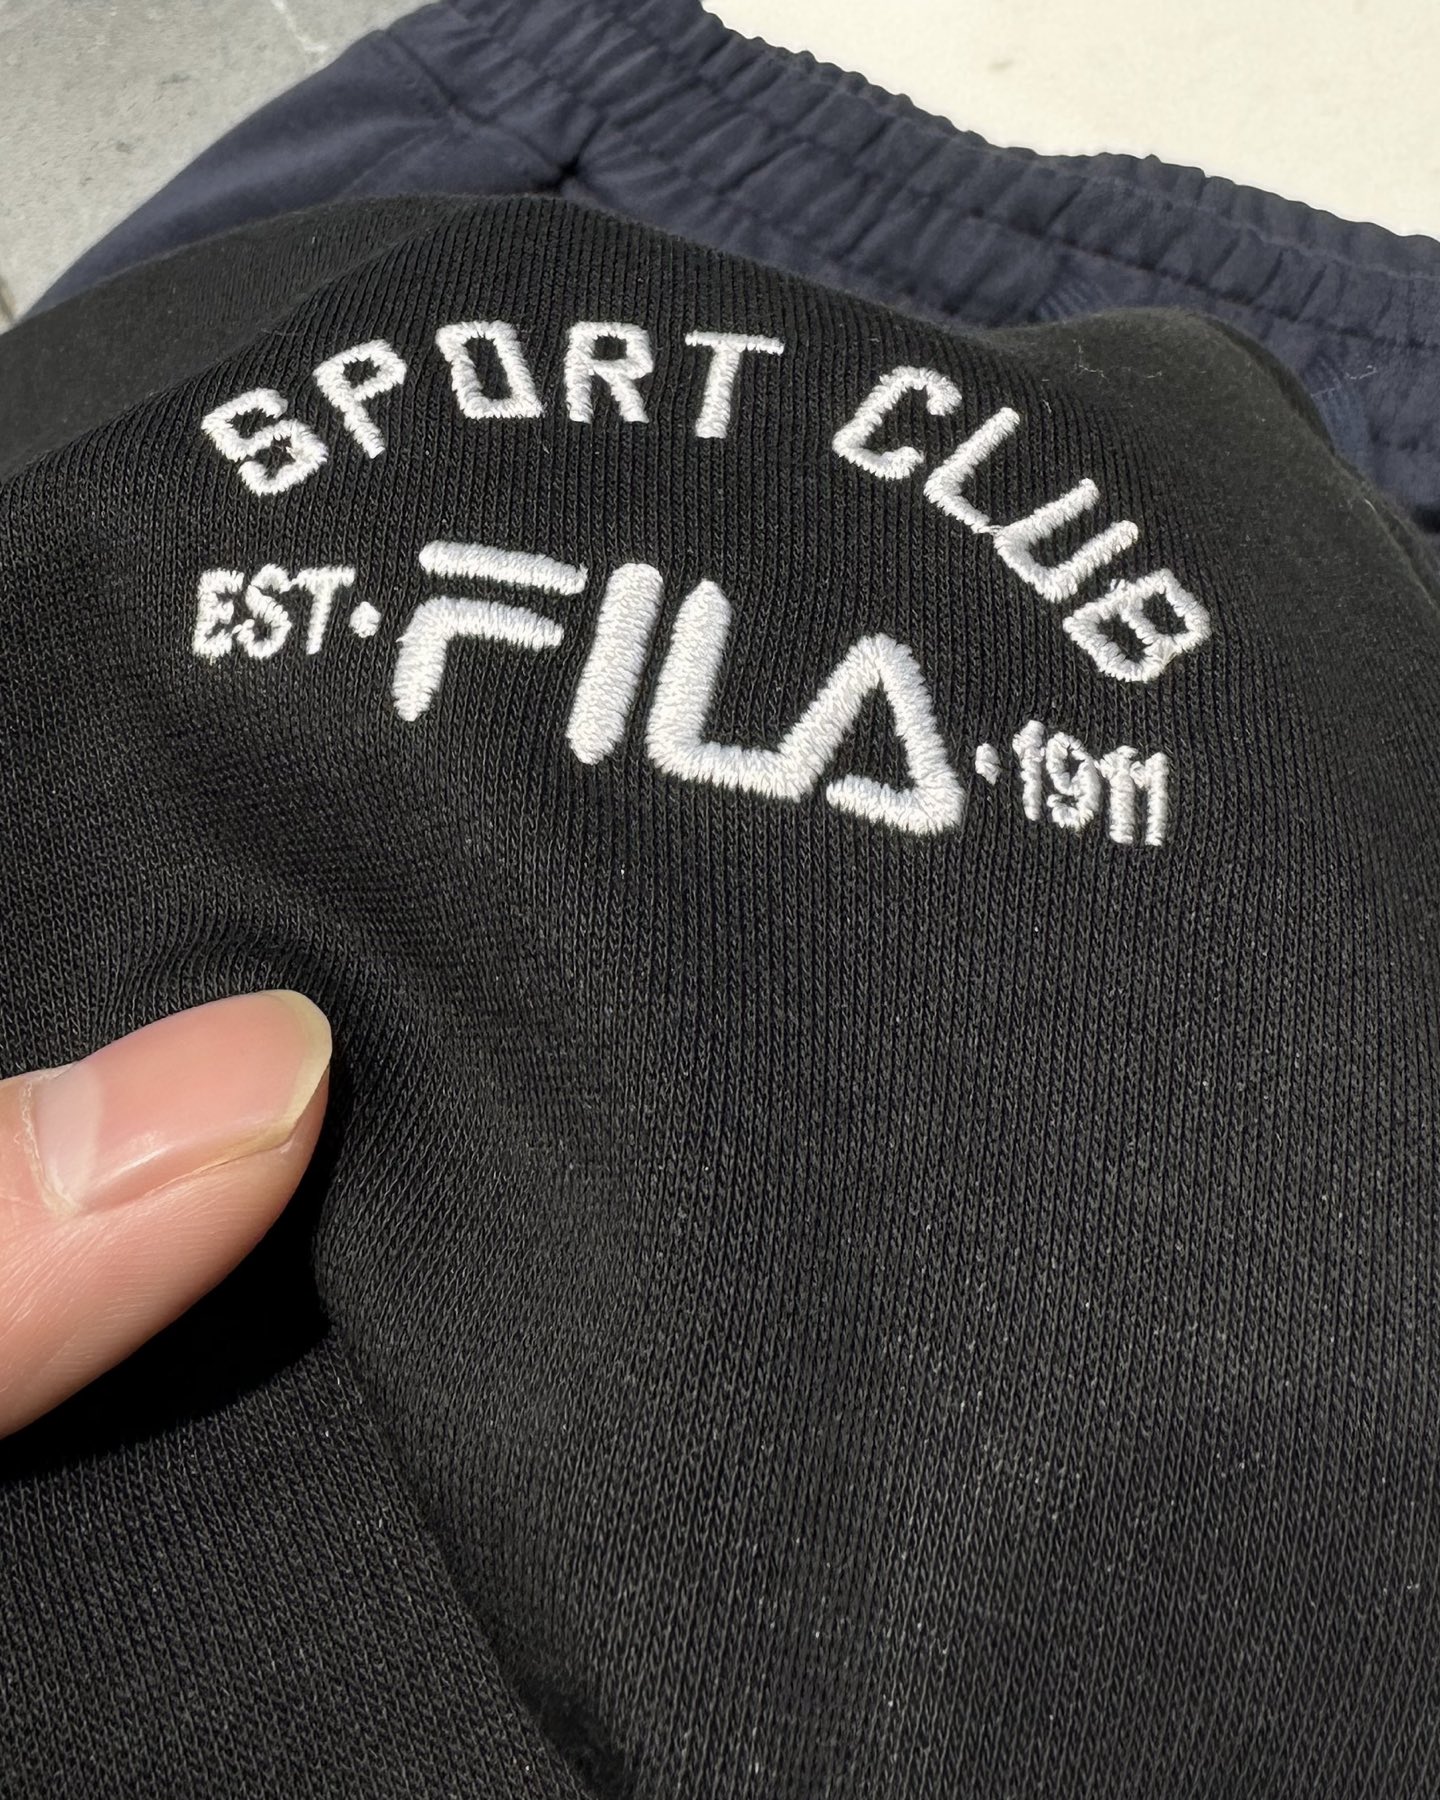 SPORT CLUB
EST· FILA ·1911